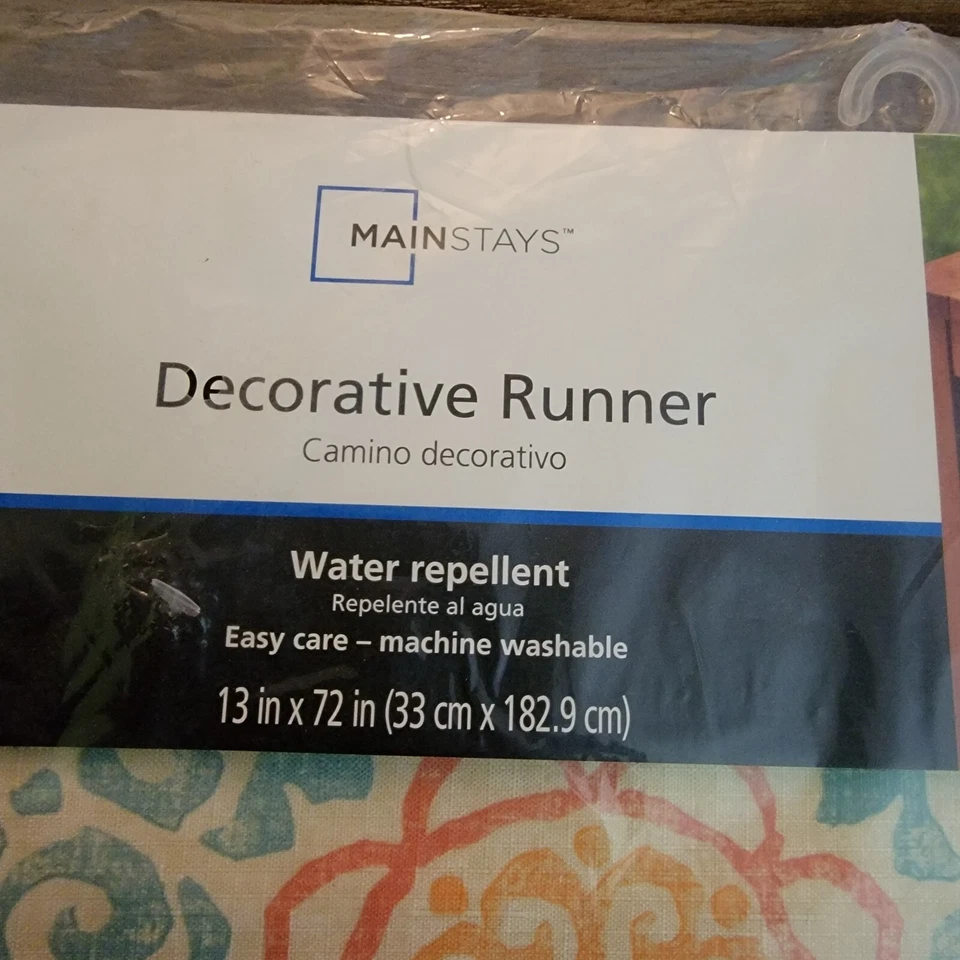 MAINSTAYS™
Decorative Runner
Camino decorativo
Water repellent
Repelente al agua
Easy care – machine washable
13 in x 72 in (33 cm x 182.9 cm)